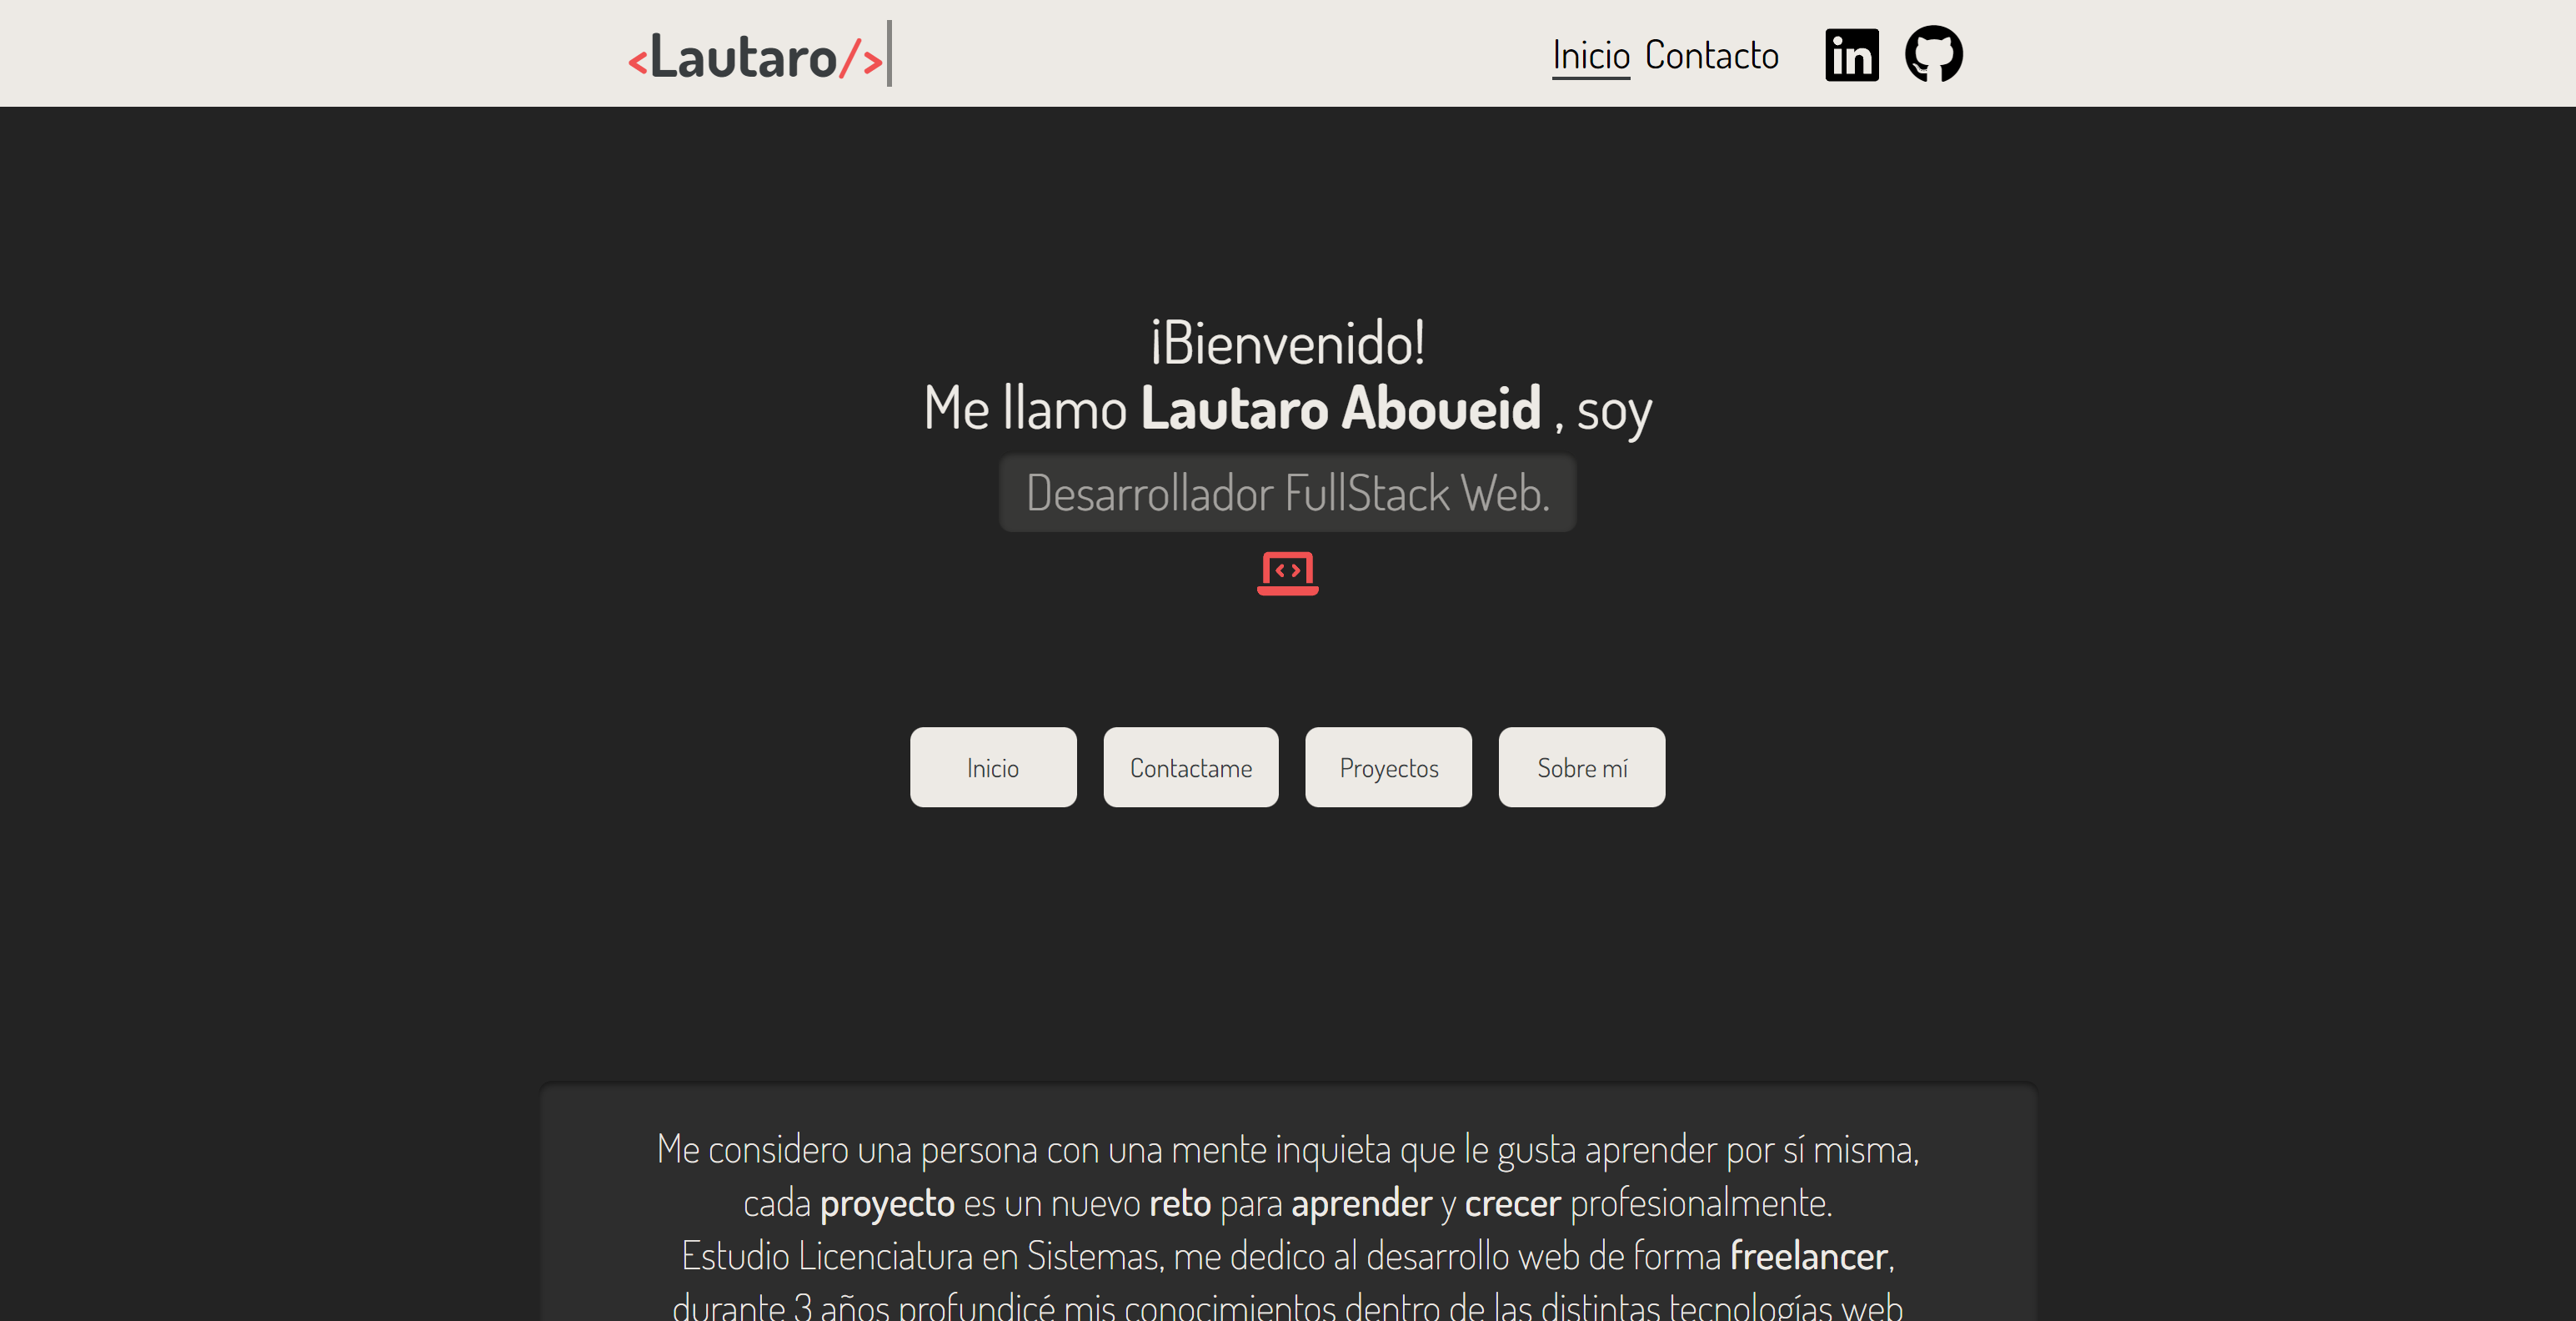 <Lautaro/>
Inicio Contacto
¡Bienvenido!
Me llamo Lautaro Aboueid , soy
Desarrollador FullStack Web.
Inicio
Contactame
Proyectos
Sobre mí
Me considero una persona con una mente inquieta que le gusta aprender por sí misma,
cada proyecto es un nuevo reto para aprender y crecer profesionalmente.
Estudio Licenciatura en Sistemas, me dedico al desarrollo web de forma freelancer,
durante 3 años profundicé mis conocimientos dentro de las distintas tecnologías web